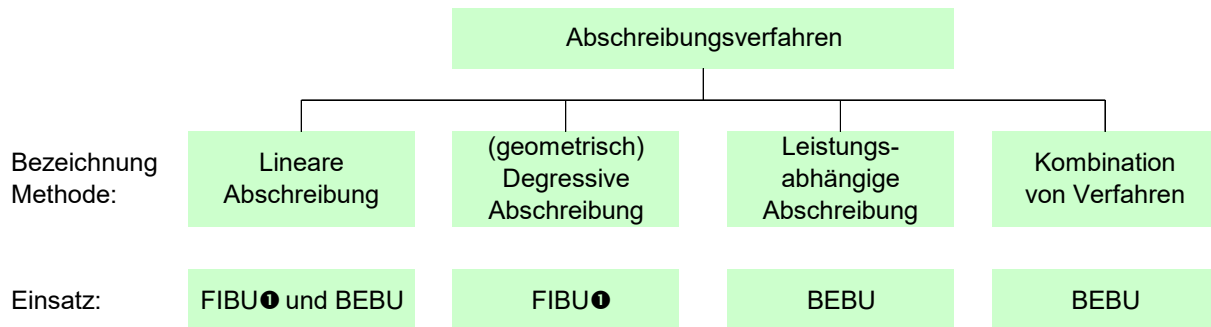 Abschreibungsverfahren
Bezeichnung
Methode:
Lineare
Abschreibung
(geometrisch)
Degressive
Abschreibung
Leistungs-
abhängige
Abschreibung
Kombination
von Verfahren
Einsatz:
FIBU❶ und BEBU
FIBU❶
BEBU
BEBU